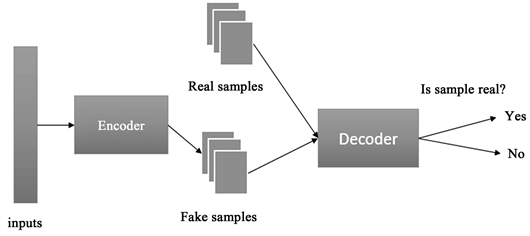 Real samples
Is sample real?
Encoder
Decoder
Yes
No
Fake samples
inputs